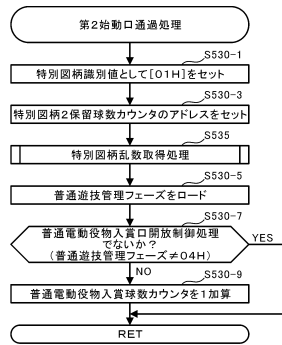 第2始動口通過処理
S530-1
特別図柄識別値として[01H]をセット
S530-3
特別図柄2保留球数カウンタのアドレスをセット
S535
特別図柄乱数取得処理
S530-5
普通遊技管理フェーズをロード
S530-7
普通電動役物入賞口開放制御処理
でないか?
(普通遊技管理フェーズ≠04H)
YES
NO
S530-9
普通電動役物入賞球数カウンタを1加算
RET